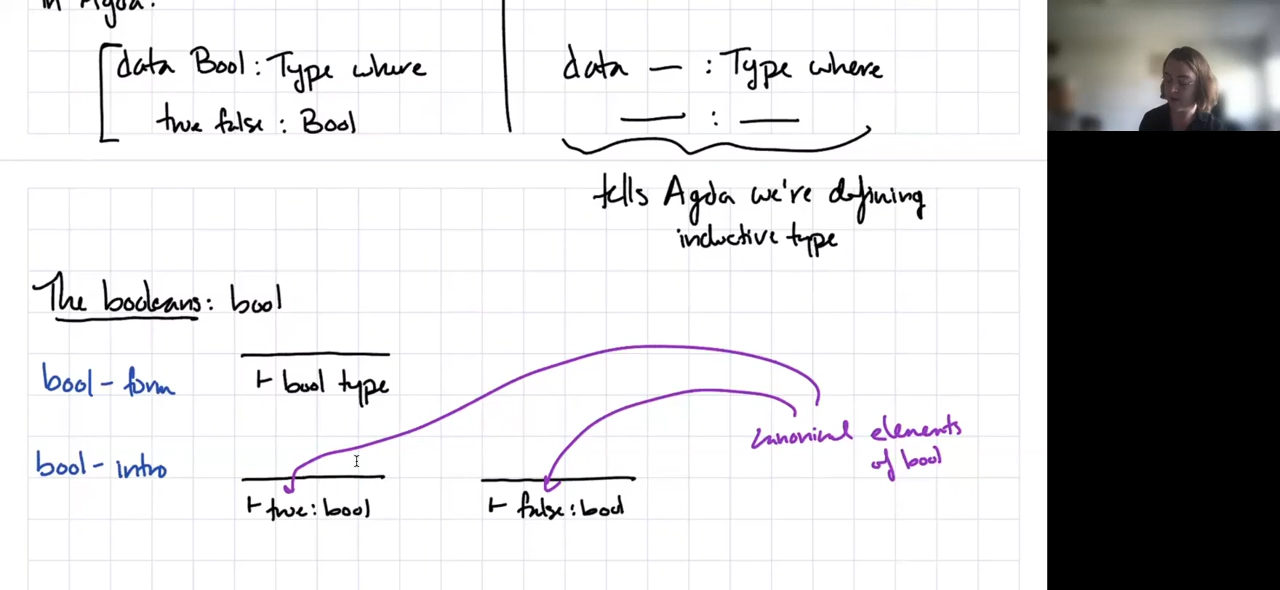 in Agda:
data Bool : Type where
true false : Bool
data — : Type where
— : —
tells Agda we're defining
inductive type
The booleans: bool
bool - form
⊢ bool type
canonical elements
of bool
bool - intro
⊢ true : bool
⊢ false : bool